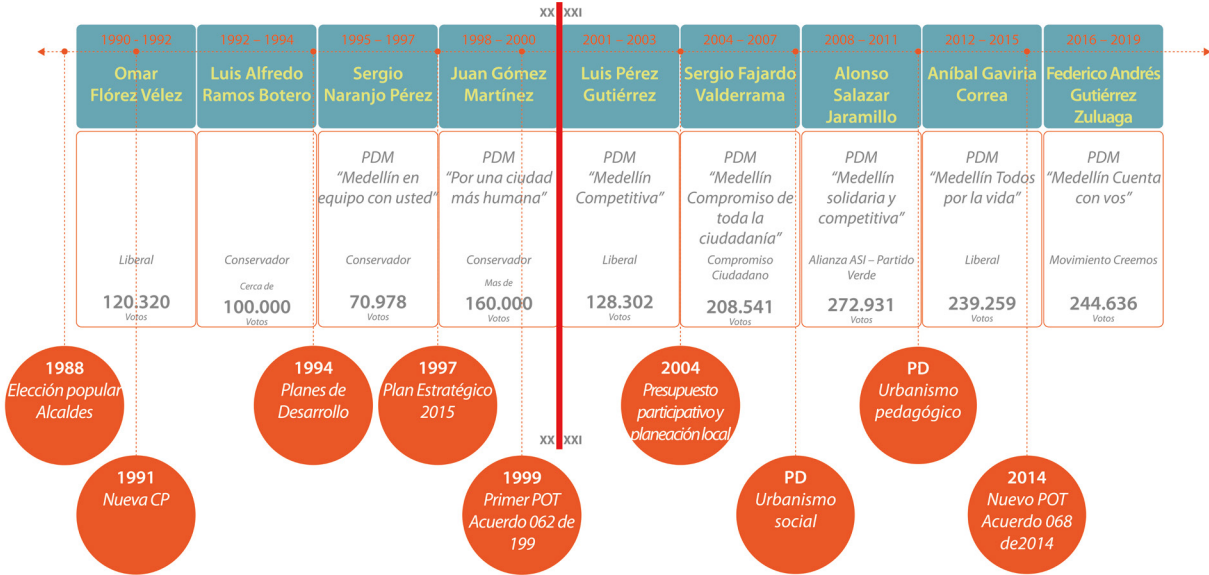 XX XXI
1990 – 1992
Omar
Flórez Vélez
Liberal
120.320
Votos
1992 – 1994
Luis Alfredo
Ramos Botero
Conservador
Cerca de
100.000
Votos
1995 – 1997
Sergio
Naranjo Pérez
PDM
“Medellín en
equipo con usted”
Conservador
70.978
Votos
1998 – 2000
Juan Gómez
Martínez
PDM
“Por una ciudad
más humana”
Conservador
Mas de
160.000
Votos
2001 – 2003
Luis Pérez
Gutiérrez
PDM
“Medellín
Competitiva”
Liberal
128.302
Votos
2004 – 2007
Sergio Fajardo
Valderrama
PDM
“Medellín
Compromiso de
toda la
ciudadanía”
Compromiso
Ciudadano
208.541
Votos
2008 – 2011
Alonso
Salazar
Jaramillo
PDM
“Medellín
solidaria y
competitiva”
Alianza ASI – Partido
Verde
272.931
Votos
2012 – 2015
Aníbal Gaviria
Correa
PDM
“Medellín Todos
por la vida”
Liberal
239.259
Votos
2016 – 2019
Federico Andrés
Gutiérrez
Zuluaga
PDM
“Medellín Cuenta
con vos”
Movimiento Creemos
244.636
Votos
1988
Elección popular
Alcaldes
1991
Nueva CP
1994
Planes de
Desarrollo
1997
Plan Estratégico
2015
XX XXI
1999
Primer POT
Acuerdo 062 de
199
2004
Presupuesto
participativo y
planeación local
PD
Urbanismo
social
PD
Urbanismo
pedagógico
2014
Nuevo POT
Acuerdo 068
de2014